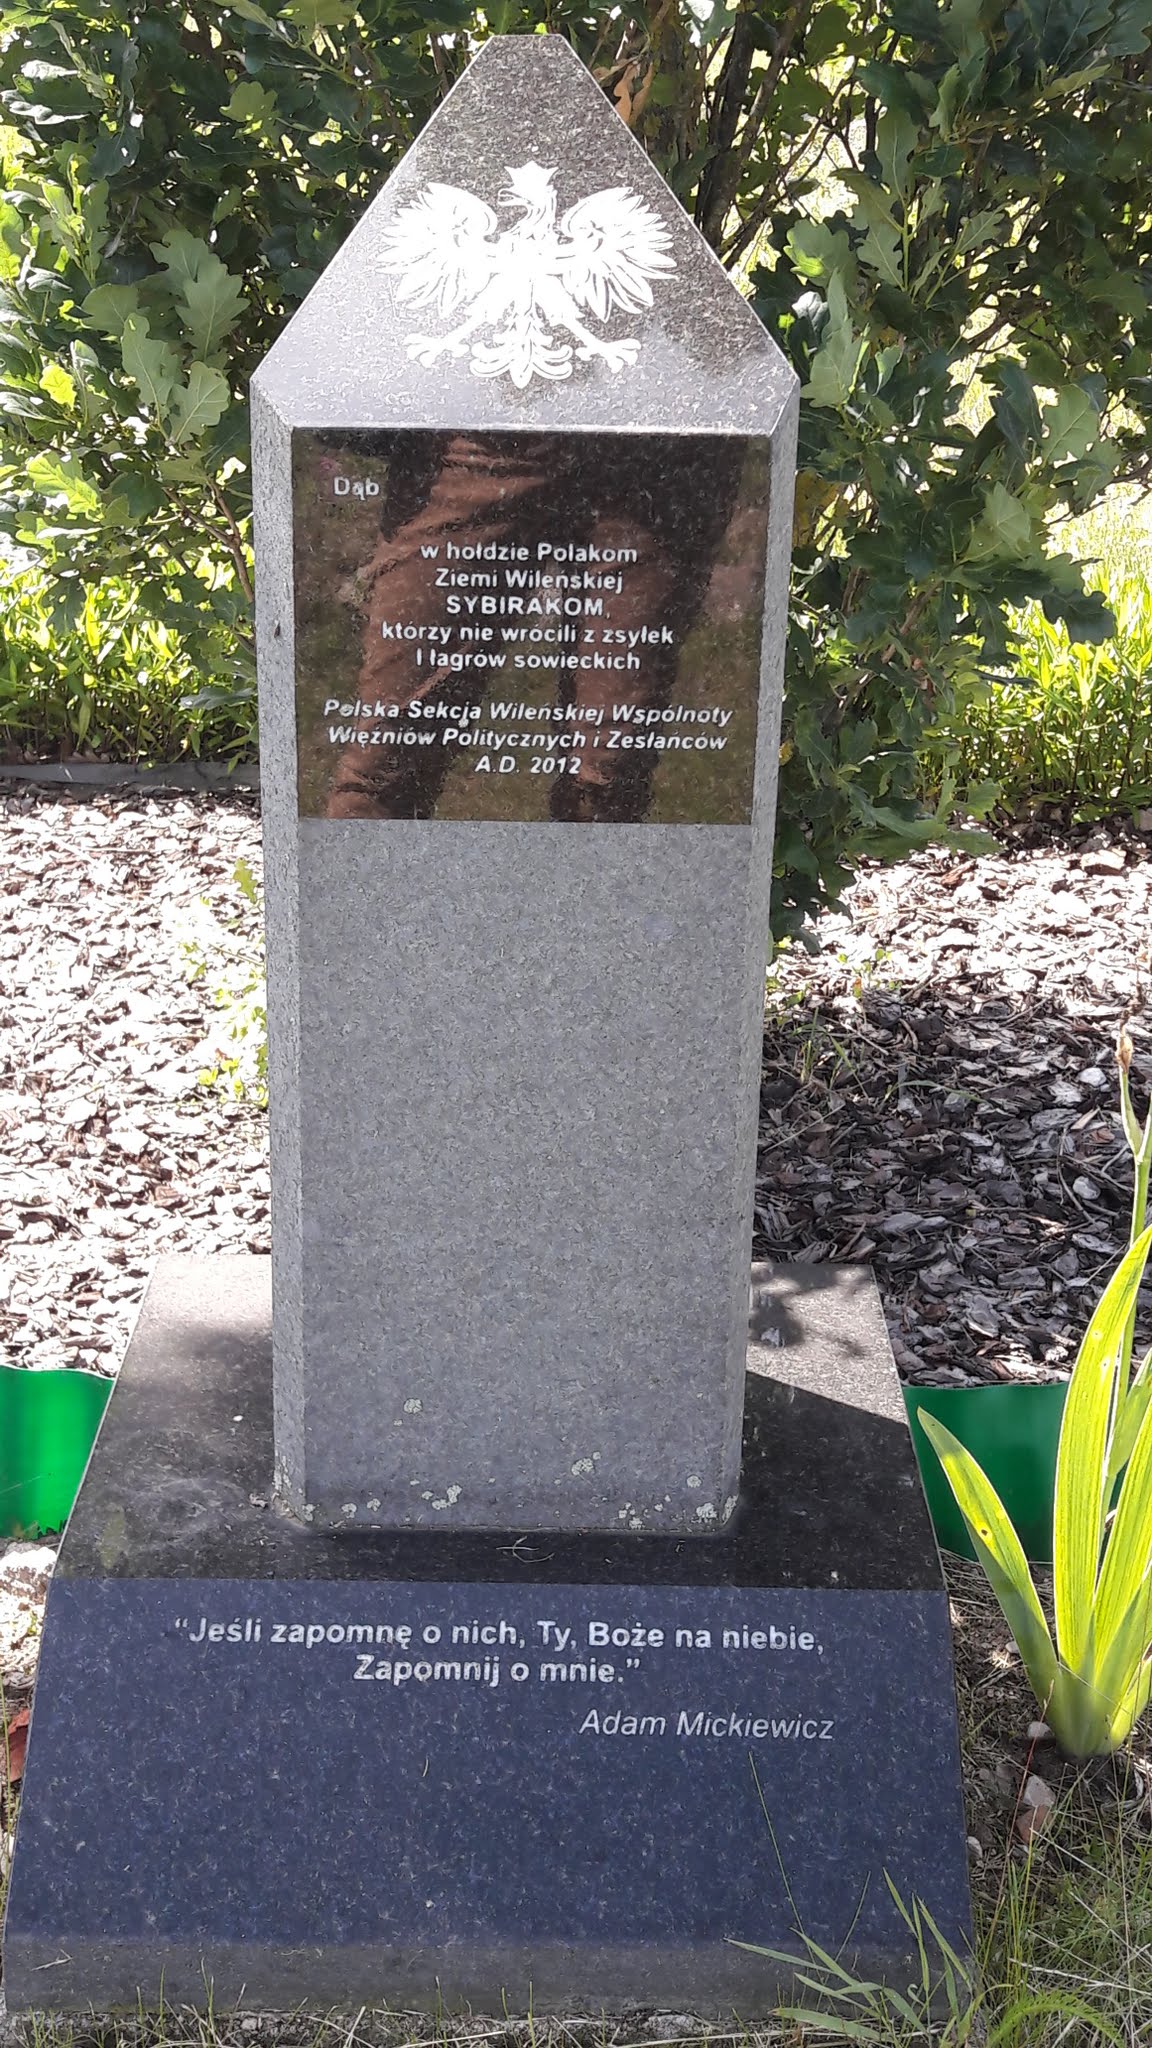 Dąb
w hołdzie Polakom
Ziemi Wileńskiej
SYBIRAKOM,
którzy nie wrocili z zsyłek
I łagrów sowieckich
Polska Sekcja Wileńskiej Wspólnoty
Więźniów Politycznych i Zesłańców
A.D. 2012
“Jeśli zapomnę o nich, Ty, Boże na niebie,
Zapomnij o mnie.”
Adam Mickiewicz